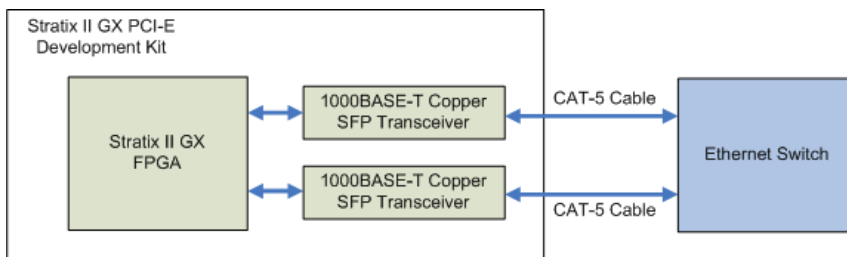 Stratix II GX PCI-E
Development Kit
Stratix II GX
FPGA
1000BASE-T Copper
SFP Transceiver
1000BASE-T Copper
SFP Transceiver
CAT-5 Cable
CAT-5 Cable
Ethernet Switch